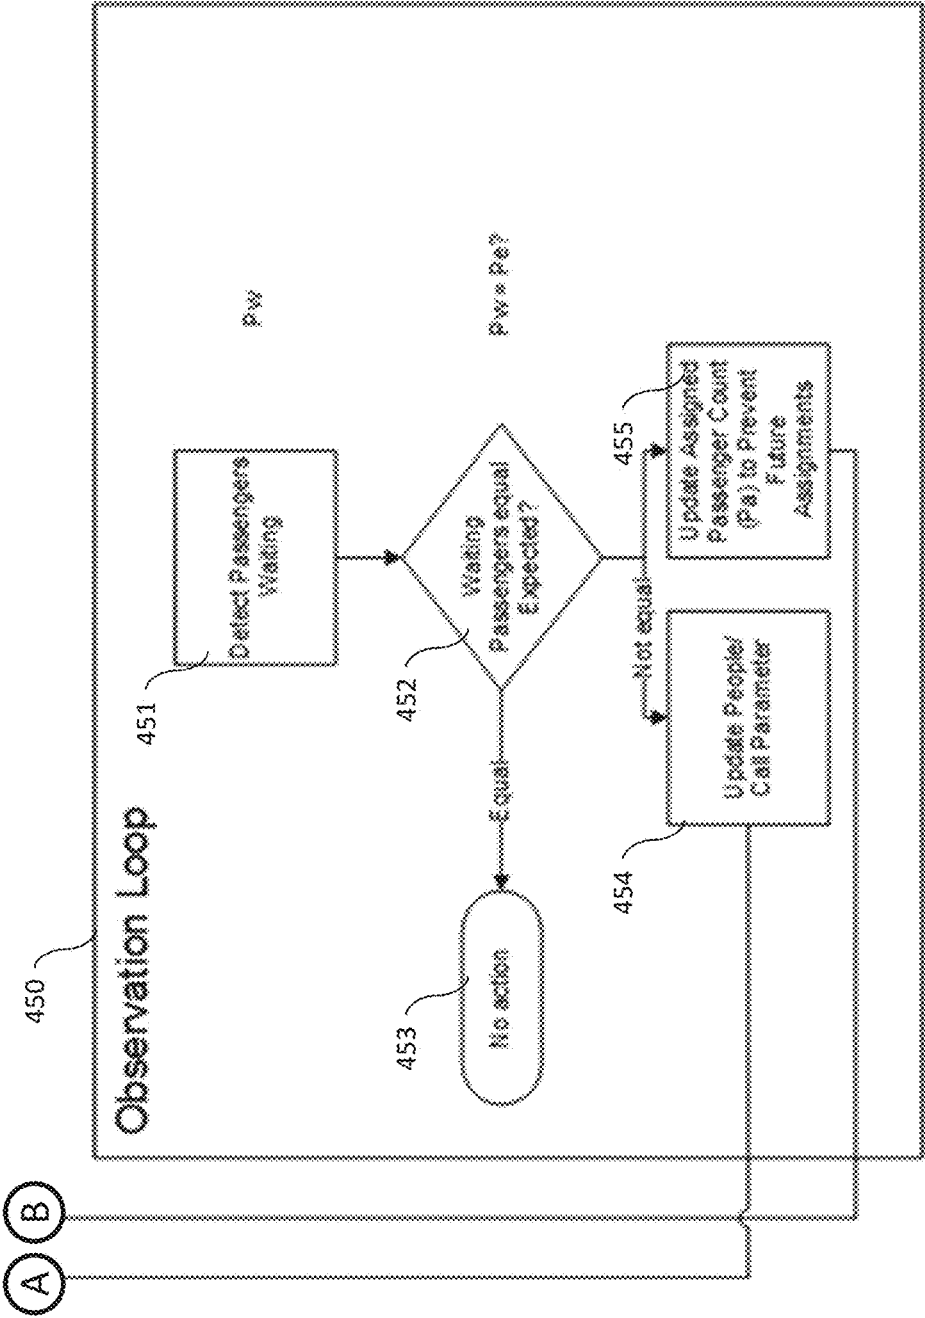 A
B
450
Observation Loop
451
Detect Passengers
Waiting
Pw
452
Waiting
Passengers equal
Expected?
Pw = Pe?
Equal
453
No action
Not equal
454
Update People/
Call Parameter
455
Update Assigned
Passenger Count
(Pa) to Prevent
Future
Assignments